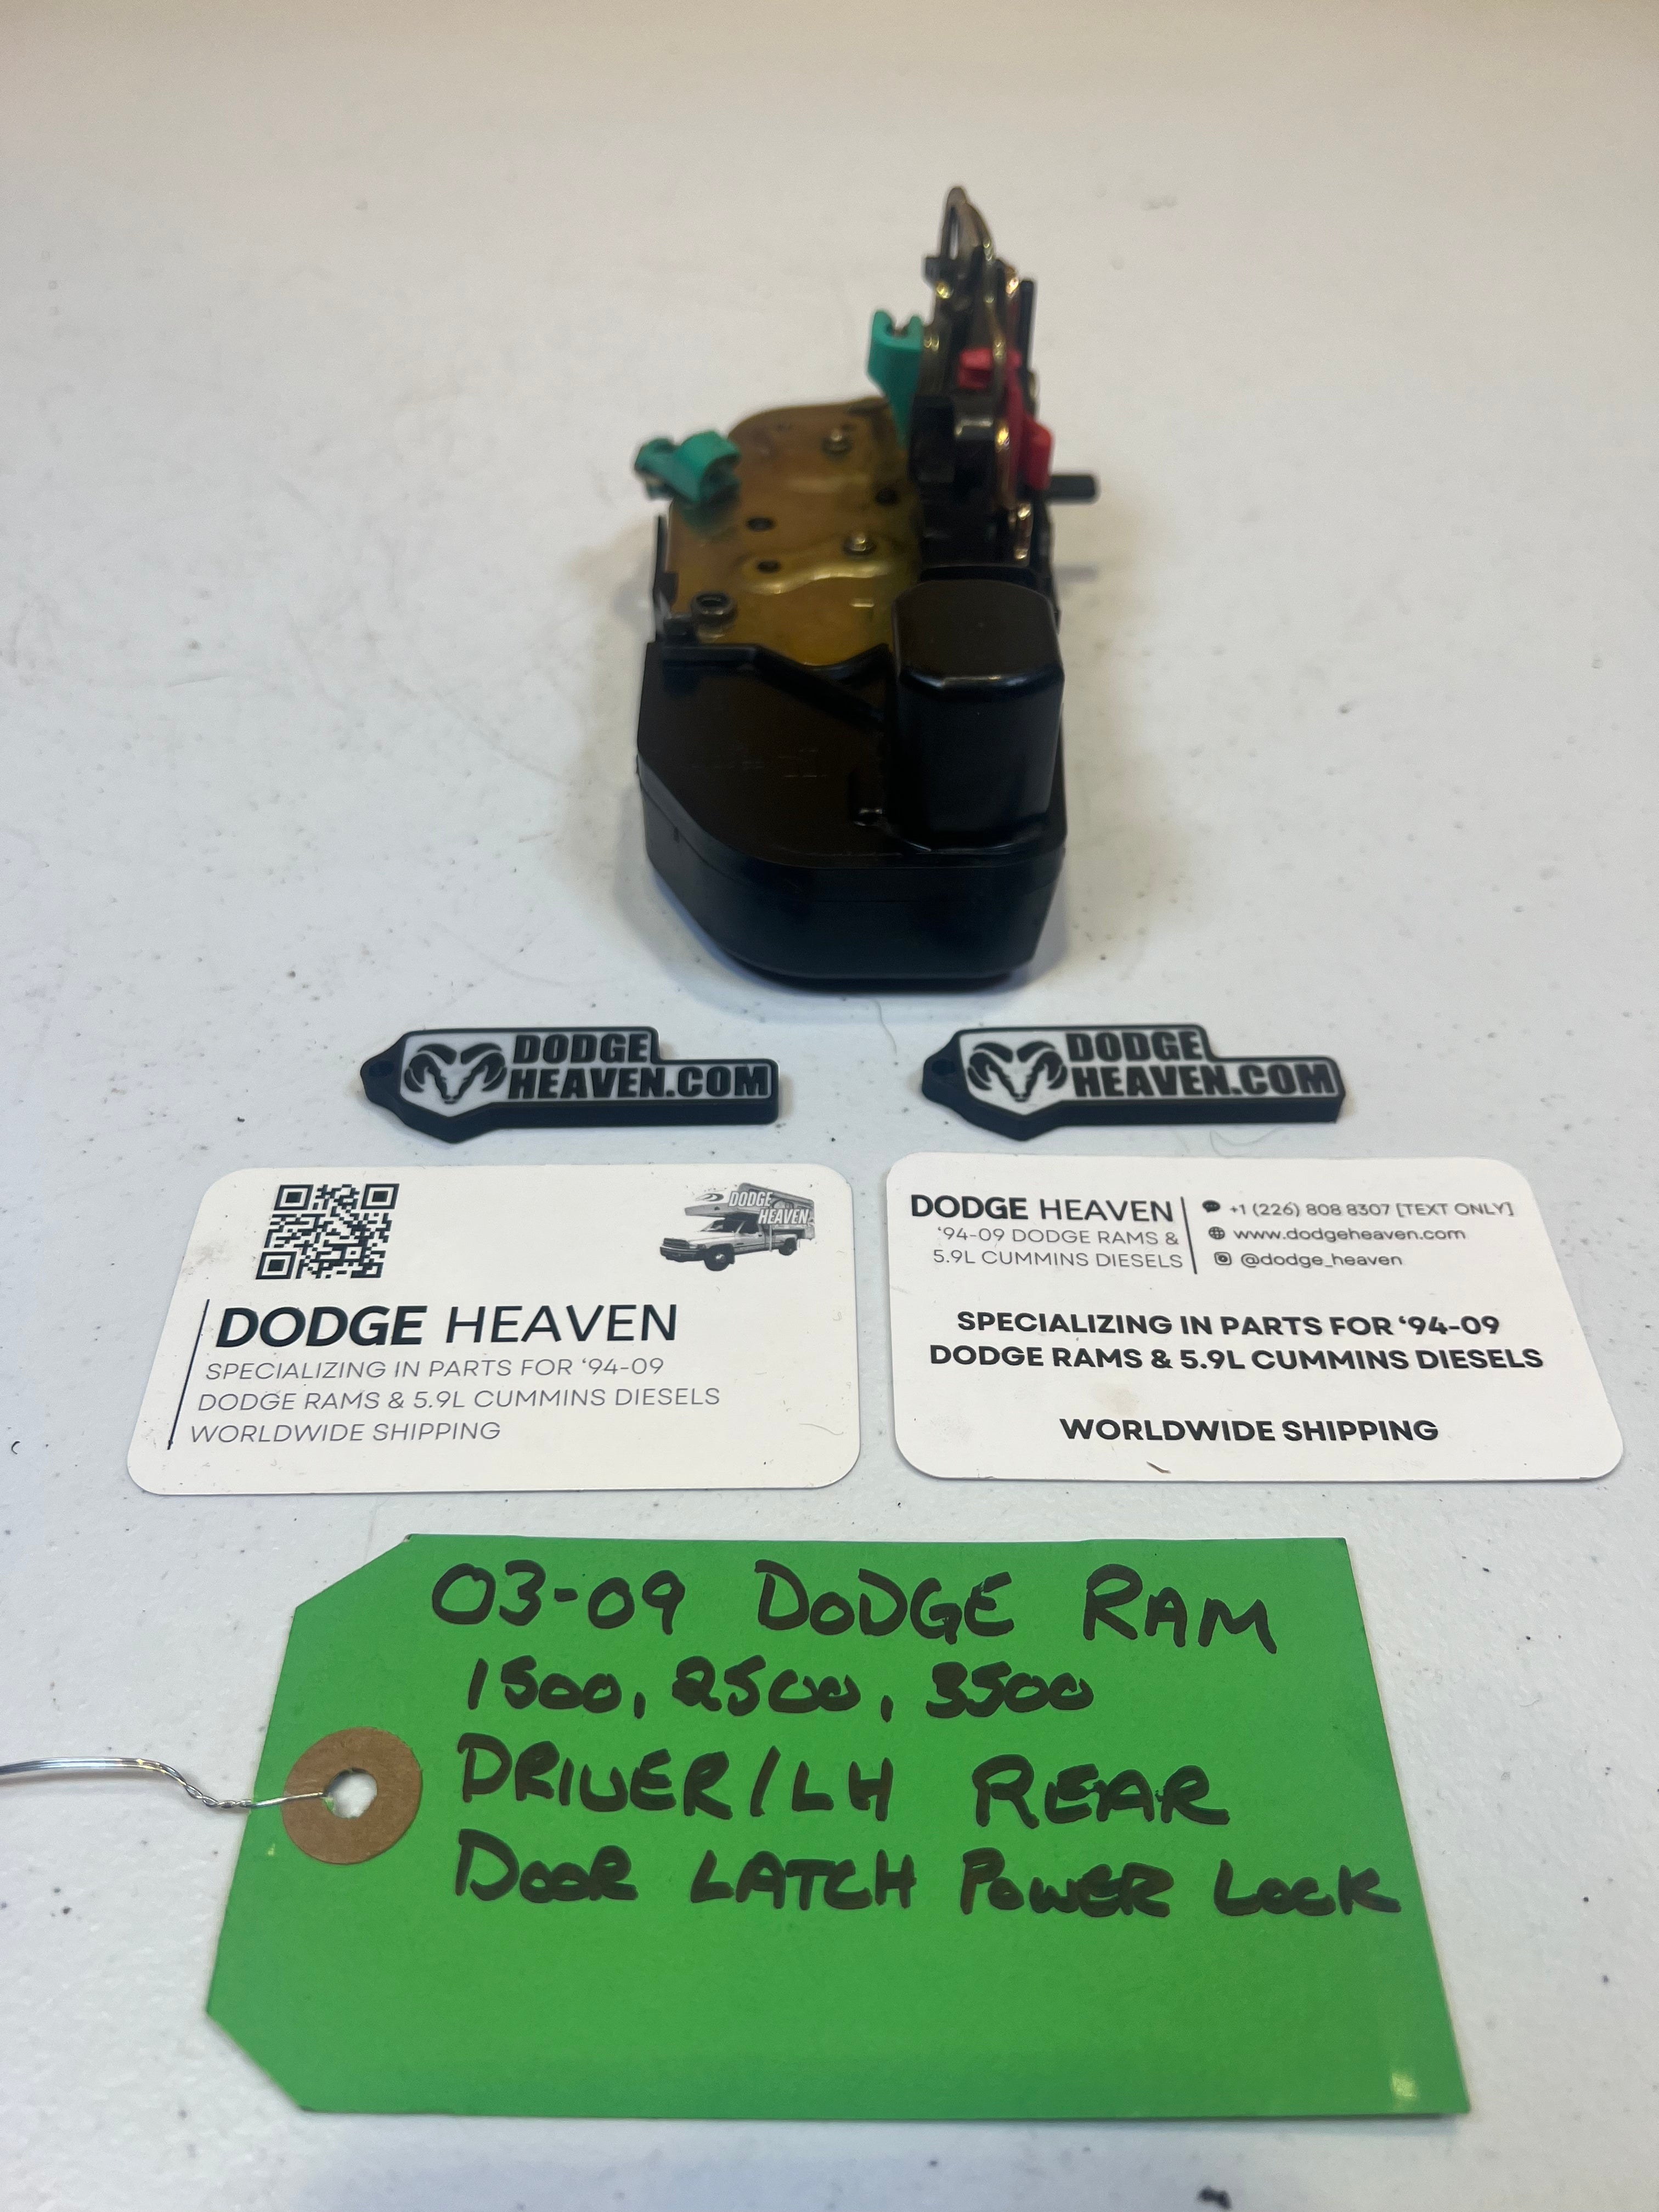 DODGE
HEAVEN.COM
DODGE
HEAVEN.COM
DODGE
HEAVEN
DODGE HEAVEN
SPECIALIZING IN PARTS FOR ‘94-09
DODGE RAMS & 5.9L CUMMINS DIESELS
WORLDWIDE SHIPPING
DODGE HEAVEN
‘94-09 DODGE RAMS &
5.9L CUMMINS DIESELS
+1 (226) 808 8307 [TEXT ONLY]
www.dodgeheaven.com
@dodge_heaven
SPECIALIZING IN PARTS FOR ‘94-09
DODGE RAMS & 5.9L CUMMINS DIESELS
WORLDWIDE SHIPPING
03-09 DODGE RAM
1500, 2500, 3500
DRIVER/LH REAR
DOOR LATCH POWER LOCK